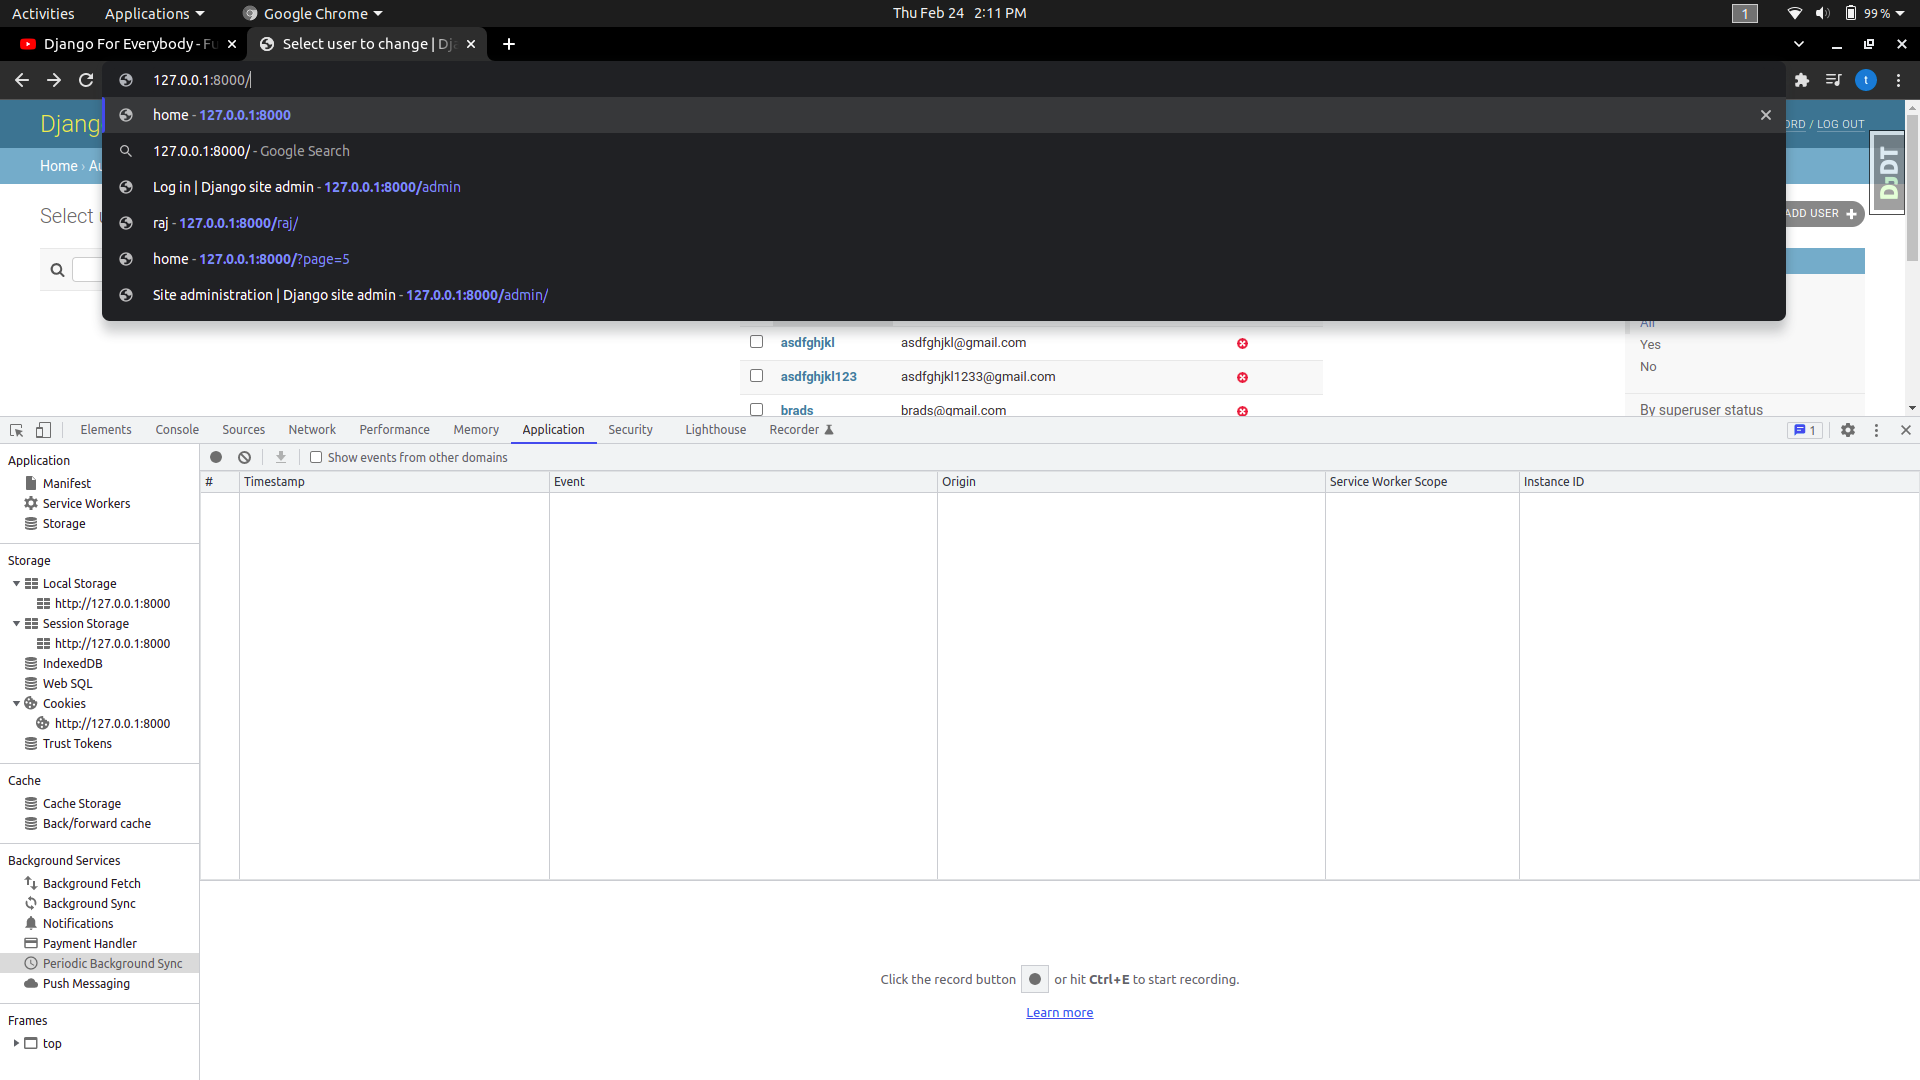 Activities Applications Google Chrome Thu Feb 24 2:11 PM 1 99 %
Django For Everybody - Fu Select user to change | Dja
127.0.0.1:8000/ t
home - 127.0.0.1:8000
127.0.0.1:8000/ - Google Search
Log in | Django site admin - 127.0.0.1:8000/admin
raj - 127.0.0.1:8000/raj/
home - 127.0.0.1:8000/?page=5
Site administration | Django site admin - 127.0.0.1:8000/admin/
Djang ORD / LOG OUT
Home › Au
DJDT
Select u ADD USER
All
asdfghjkl asdfghjkl@gmail.com Yes
asdfghjkl123 asdfghjkl1233@gmail.com No
brads brads@gmail.com By superuser status
Elements Console Sources Network Performance Memory Application Security Lighthouse Recorder 1
Application
Show events from other domains
# Timestamp Event Origin Service Worker Scope Instance ID
Manifest
Service Workers
Storage
Storage
Local Storage
http://127.0.0.1:8000
Session Storage
http://127.0.0.1:8000
IndexedDB
Web SQL
Cookies
http://127.0.0.1:8000
Trust Tokens
Cache
Cache Storage
Back/forward cache
Background Services
Background Fetch
Background Sync
Notifications
Payment Handler
Periodic Background Sync
Push Messaging
Frames
top
Click the record button or hit Ctrl+E to start recording.
Learn more